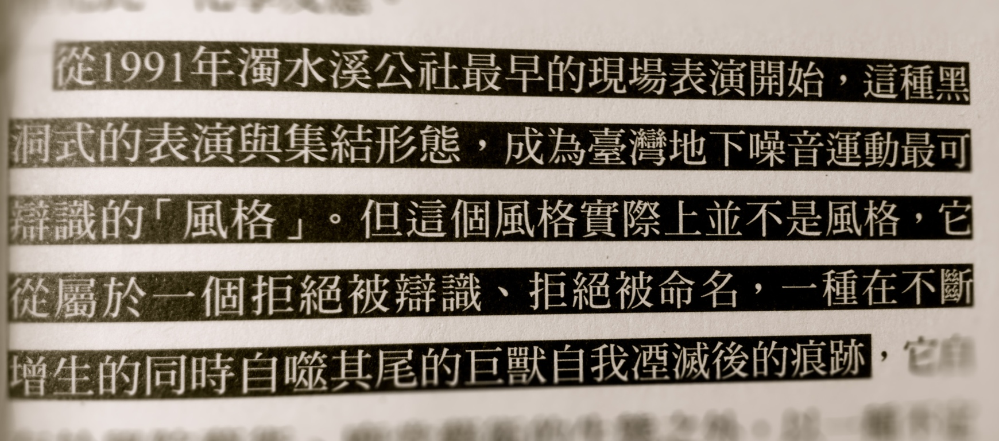 從1991年濁水溪公社最早的現場表演開始，這種黑
洞式的表演與集結形態，成為臺灣地下噪音運動最可
辯識的「風格」。但這個風格實際上並不是風格，它
從屬於一個拒絕被辯識、拒絕被命名，一種在不斷
增生的同時自噬其尾的巨獸自我湮滅後的痕跡，它自